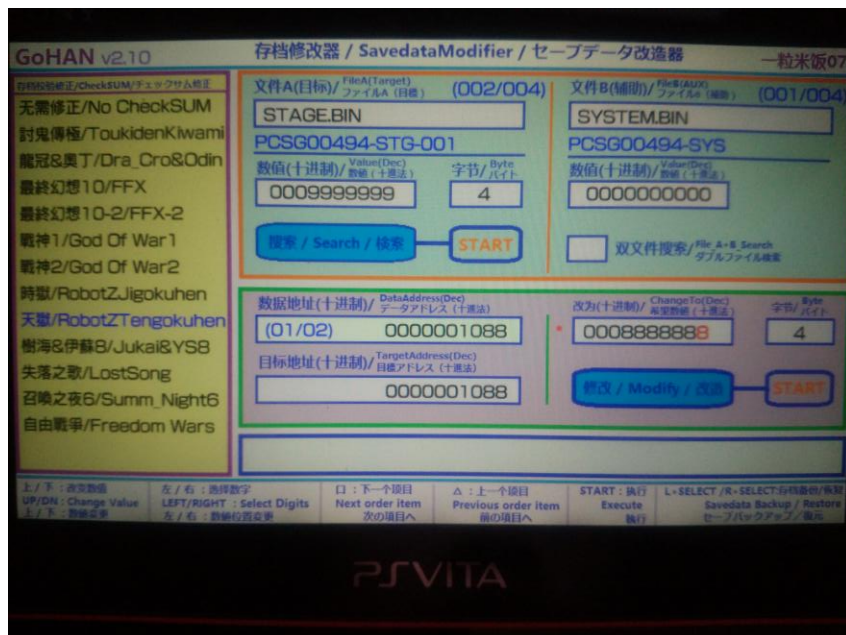 GoHAN v2.10
存档修改器 / SavedataModifier / セーブデータ改造器
一粒米饭07
存档校验修正/CheckSUM/チェックサム修正
无需修正/No CheckSUM
討鬼傳極/ToukidenKiwami
龍冠&奧丁/Dra_Cro&Odin
最終幻想10/FFX
最終幻想10-2/FFX-2
戰神1/God Of War1
戰神2/God Of War2
時獄/RobotZJigokuhen
天獄/RobotZTengokuhen
樹海&伊蘇8/Jukai&YS8
失落之歌/LostSong
召喚之夜6/Summ_Night6
自由戰爭/Freedom Wars
文件A(目标)/ FileA(Target)
ファイルA（目標）
(002/004)
STAGE.BIN
PCSG00494-STG-001
数值(十进制)/ Value(Dec)
数値（十進法）
字节/ Byte
バイト
0009999999
4
搜索 / Search / 検索
START
文件B(辅助)/ FileB(AUX)
ファイルB（補助）
(001/004)
SYSTEM.BIN
PCSG00494-SYS
数值(十进制)/ Value(Dec)
数値（十進法）
0000000000
双文件搜索/ File_A+B_Search
ダブルファイル検索
数据地址(十进制)/ DataAddress(Dec)
データアドレス（十進法）
(01/02) 0000001088
目标地址(十进制)/ TargetAddress(Dec)
目標アドレス（十進法）
0000001088
改为(十进制)/ ChangeTo(Dec)
希望数値（十進法）
字节/ Byte
バイト
* 0008888888
4
修改 / Modify / 改造
START
上 / 下 : 改变数值
UP/DN : Change Value
上 / 下 : 数値変更
左 / 右 : 选择数字
LEFT/RIGHT : Select Digits
左 / 右 : 数値位置変更
口 : 下一个项目
Next order item
次の項目へ
△ : 上一个项目
Previous order item
前の項目へ
START : 执行
Execute
執行
L+SELECT /R+SELECT:存档备份/恢复
Savedata Backup / Restore
セーブバックアップ／復元
PSVITA